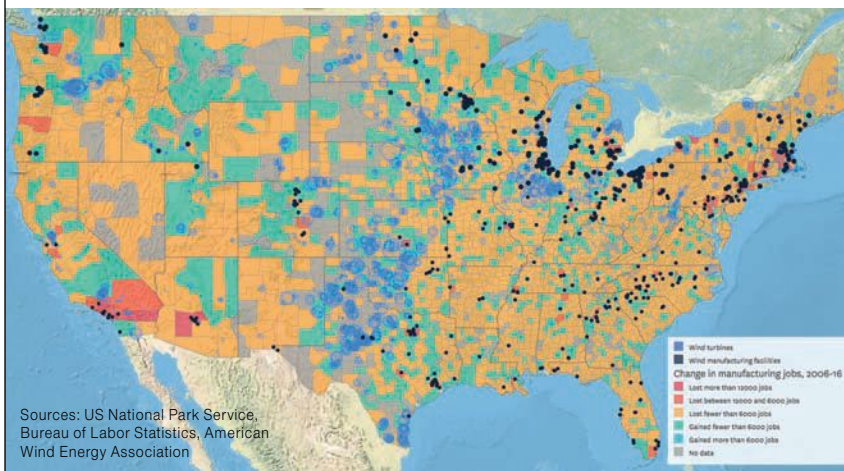 Wind turbines
Wind manufacturing facilities
Change in manufacturing jobs, 2006-16
Lost more than 12000 jobs
Lost between 12000 and 6000 jobs
Lost fewer than 6000 jobs
Gained fewer than 6000 jobs
Gained more than 6000 jobs
No data
Sources: US National Park Service,
Bureau of Labor Statistics, American
Wind Energy Association